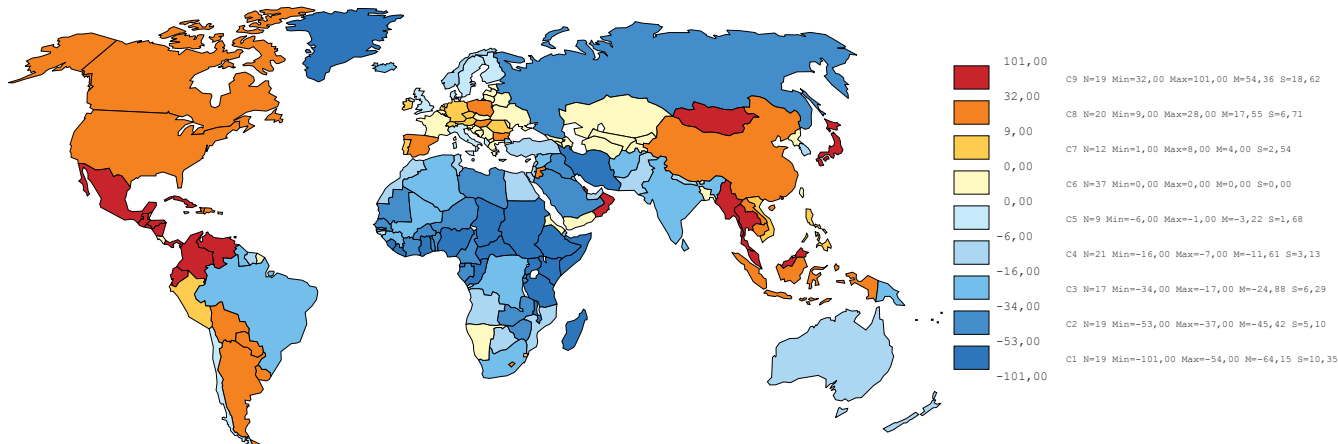 101,00
C9 N=19 Min=32,00 Max=101,00 M=54,36 S=18,62
32,00
C8 N=20 Min=9,00 Max=28,00 M=17,55 S=6,71
9,00
C7 N=12 Min=1,00 Max=8,00 M=4,00 S=2,54
0,00
C6 N=37 Min=0,00 Max=0,00 M=0,00 S=0,00
0,00
C5 N=9 Min=-6,00 Max=-1,00 M=-3,22 S=1,68
-6,00
C4 N=21 Min=-16,00 Max=-7,00 M=-11,61 S=3,13
-16,00
C3 N=17 Min=-34,00 Max=-17,00 M=-24,88 S=6,29
-34,00
C2 N=19 Min=-53,00 Max=-37,00 M=-45,42 S=5,10
-53,00
C1 N=19 Min=-101,00 Max=-54,00 M=-64,15 S=10,35
-101,00